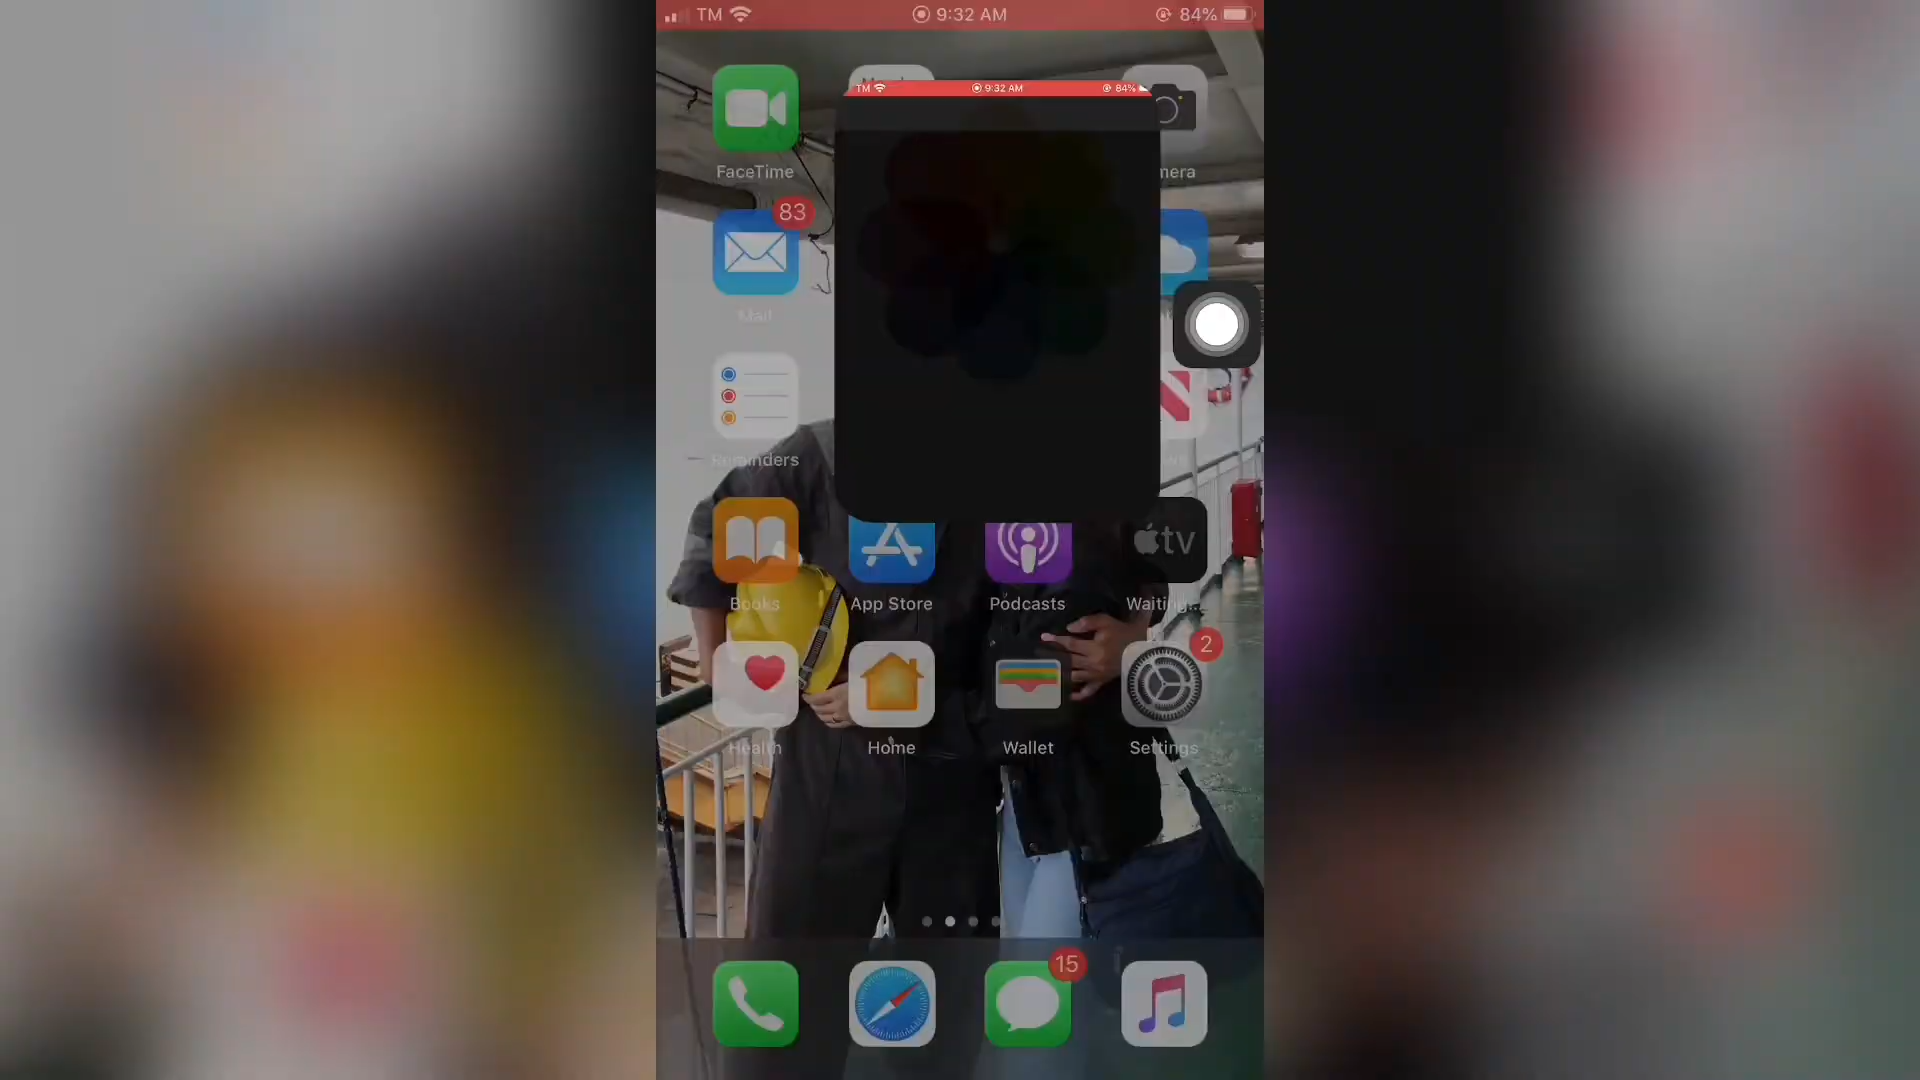 TM 9:32 AM 84%
TM 9:32 AM 84%
FaceTime
83
Mail
Reminders
tv
Books App Store Podcasts Waiting...
2
Health Home Wallet Settings
15